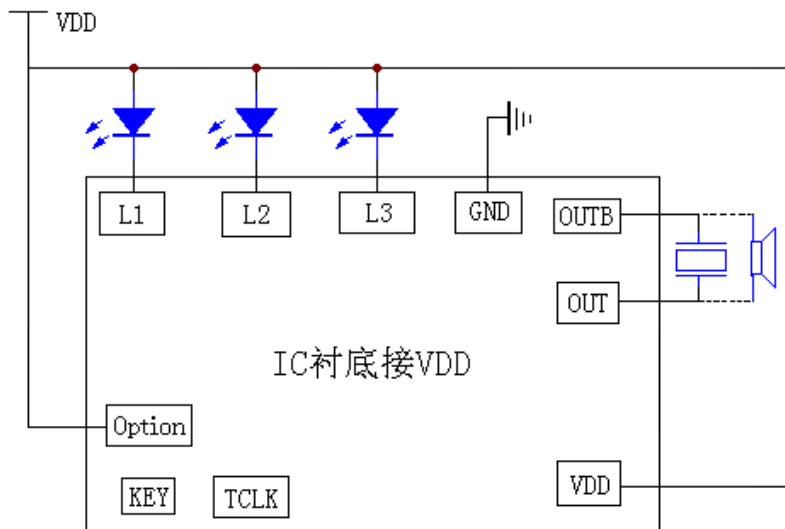 VDD
L1
L2
L3
GND
OUTB
OUT
IC衬底接VDD
Option
KEY
TCLK
VDD